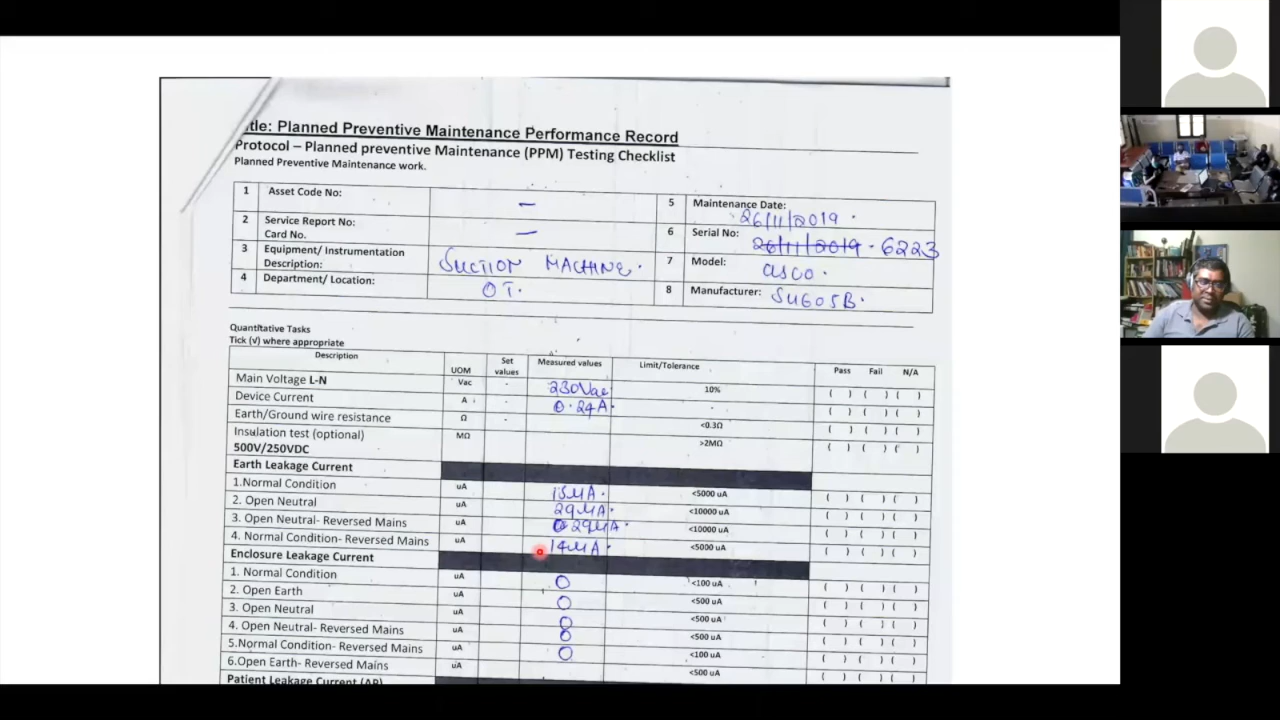 itle: Planned Preventive Maintenance Performance Record
Protocol – Planned preventive Maintenance (PPM) Testing Checklist
Planned Preventive Maintenance work.
1 Asset Code No: – 5 Maintenance Date: 26/11/2019.
2 Service Report No: Card No. – 6 Serial No: 26/11/2019. 6223
3 Equipment/ Instrumentation Description: SUCTION MACHINE. 7 Model: asco.
4 Department/ Location: OT. 8 Manufacturer: SU605B.
Quantitative Tasks
Tick (√) where appropriate
Description UOM Set values Measured values Limit/Tolerance Pass Fail N/A
Main Voltage L-N Vac - 230Vac 10% ( ) ( ) ( )
Device Current A - 0.24A. - ( ) ( ) ( )
Earth/Ground wire resistance Ω - <0.3Ω ( ) ( ) ( )
Insulation test (optional) 500V/250VDC MΩ >2MΩ ( ) ( ) ( )
Earth Leakage Current
1.Normal Condition uA <5000 uA ( ) ( ) ( )
2. Open Neutral uA 29MA. <10000 uA ( ) ( ) ( )
3. Open Neutral- Reversed Mains uA 29MA. <10000 uA ( ) ( ) ( )
4. Normal Condition- Reversed Mains uA 14MA. <5000 uA ( ) ( ) ( )
Enclosure Leakage Current
1. Normal Condition uA 0 <100 uA ( ) ( ) ( )
2. Open Earth uA 0 <500 uA ( ) ( ) ( )
3. Open Neutral uA 0 <500 uA ( ) ( ) ( )
4. Open Neutral- Reversed Mains uA 0 <500 uA ( ) ( ) ( )
5.Normal Condition- Reversed Mains uA 0 <100 uA ( ) ( ) ( )
6.Open Earth- Reversed Mains uA <500 uA ( ) ( ) ( )
Patient Leakage Current (AP)